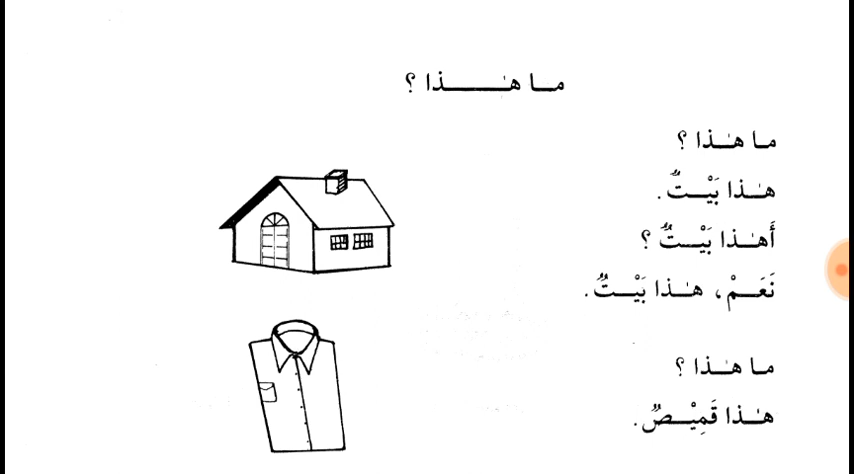 ما هٰذا ؟
ما هٰذا ؟
هٰذا بَيْتٌ.
أَهٰذا بَيْتٌ ؟
نَعَمْ، هٰذا بَيْتٌ.
ما هٰذا ؟
هٰذا قَمِيْصٌ.